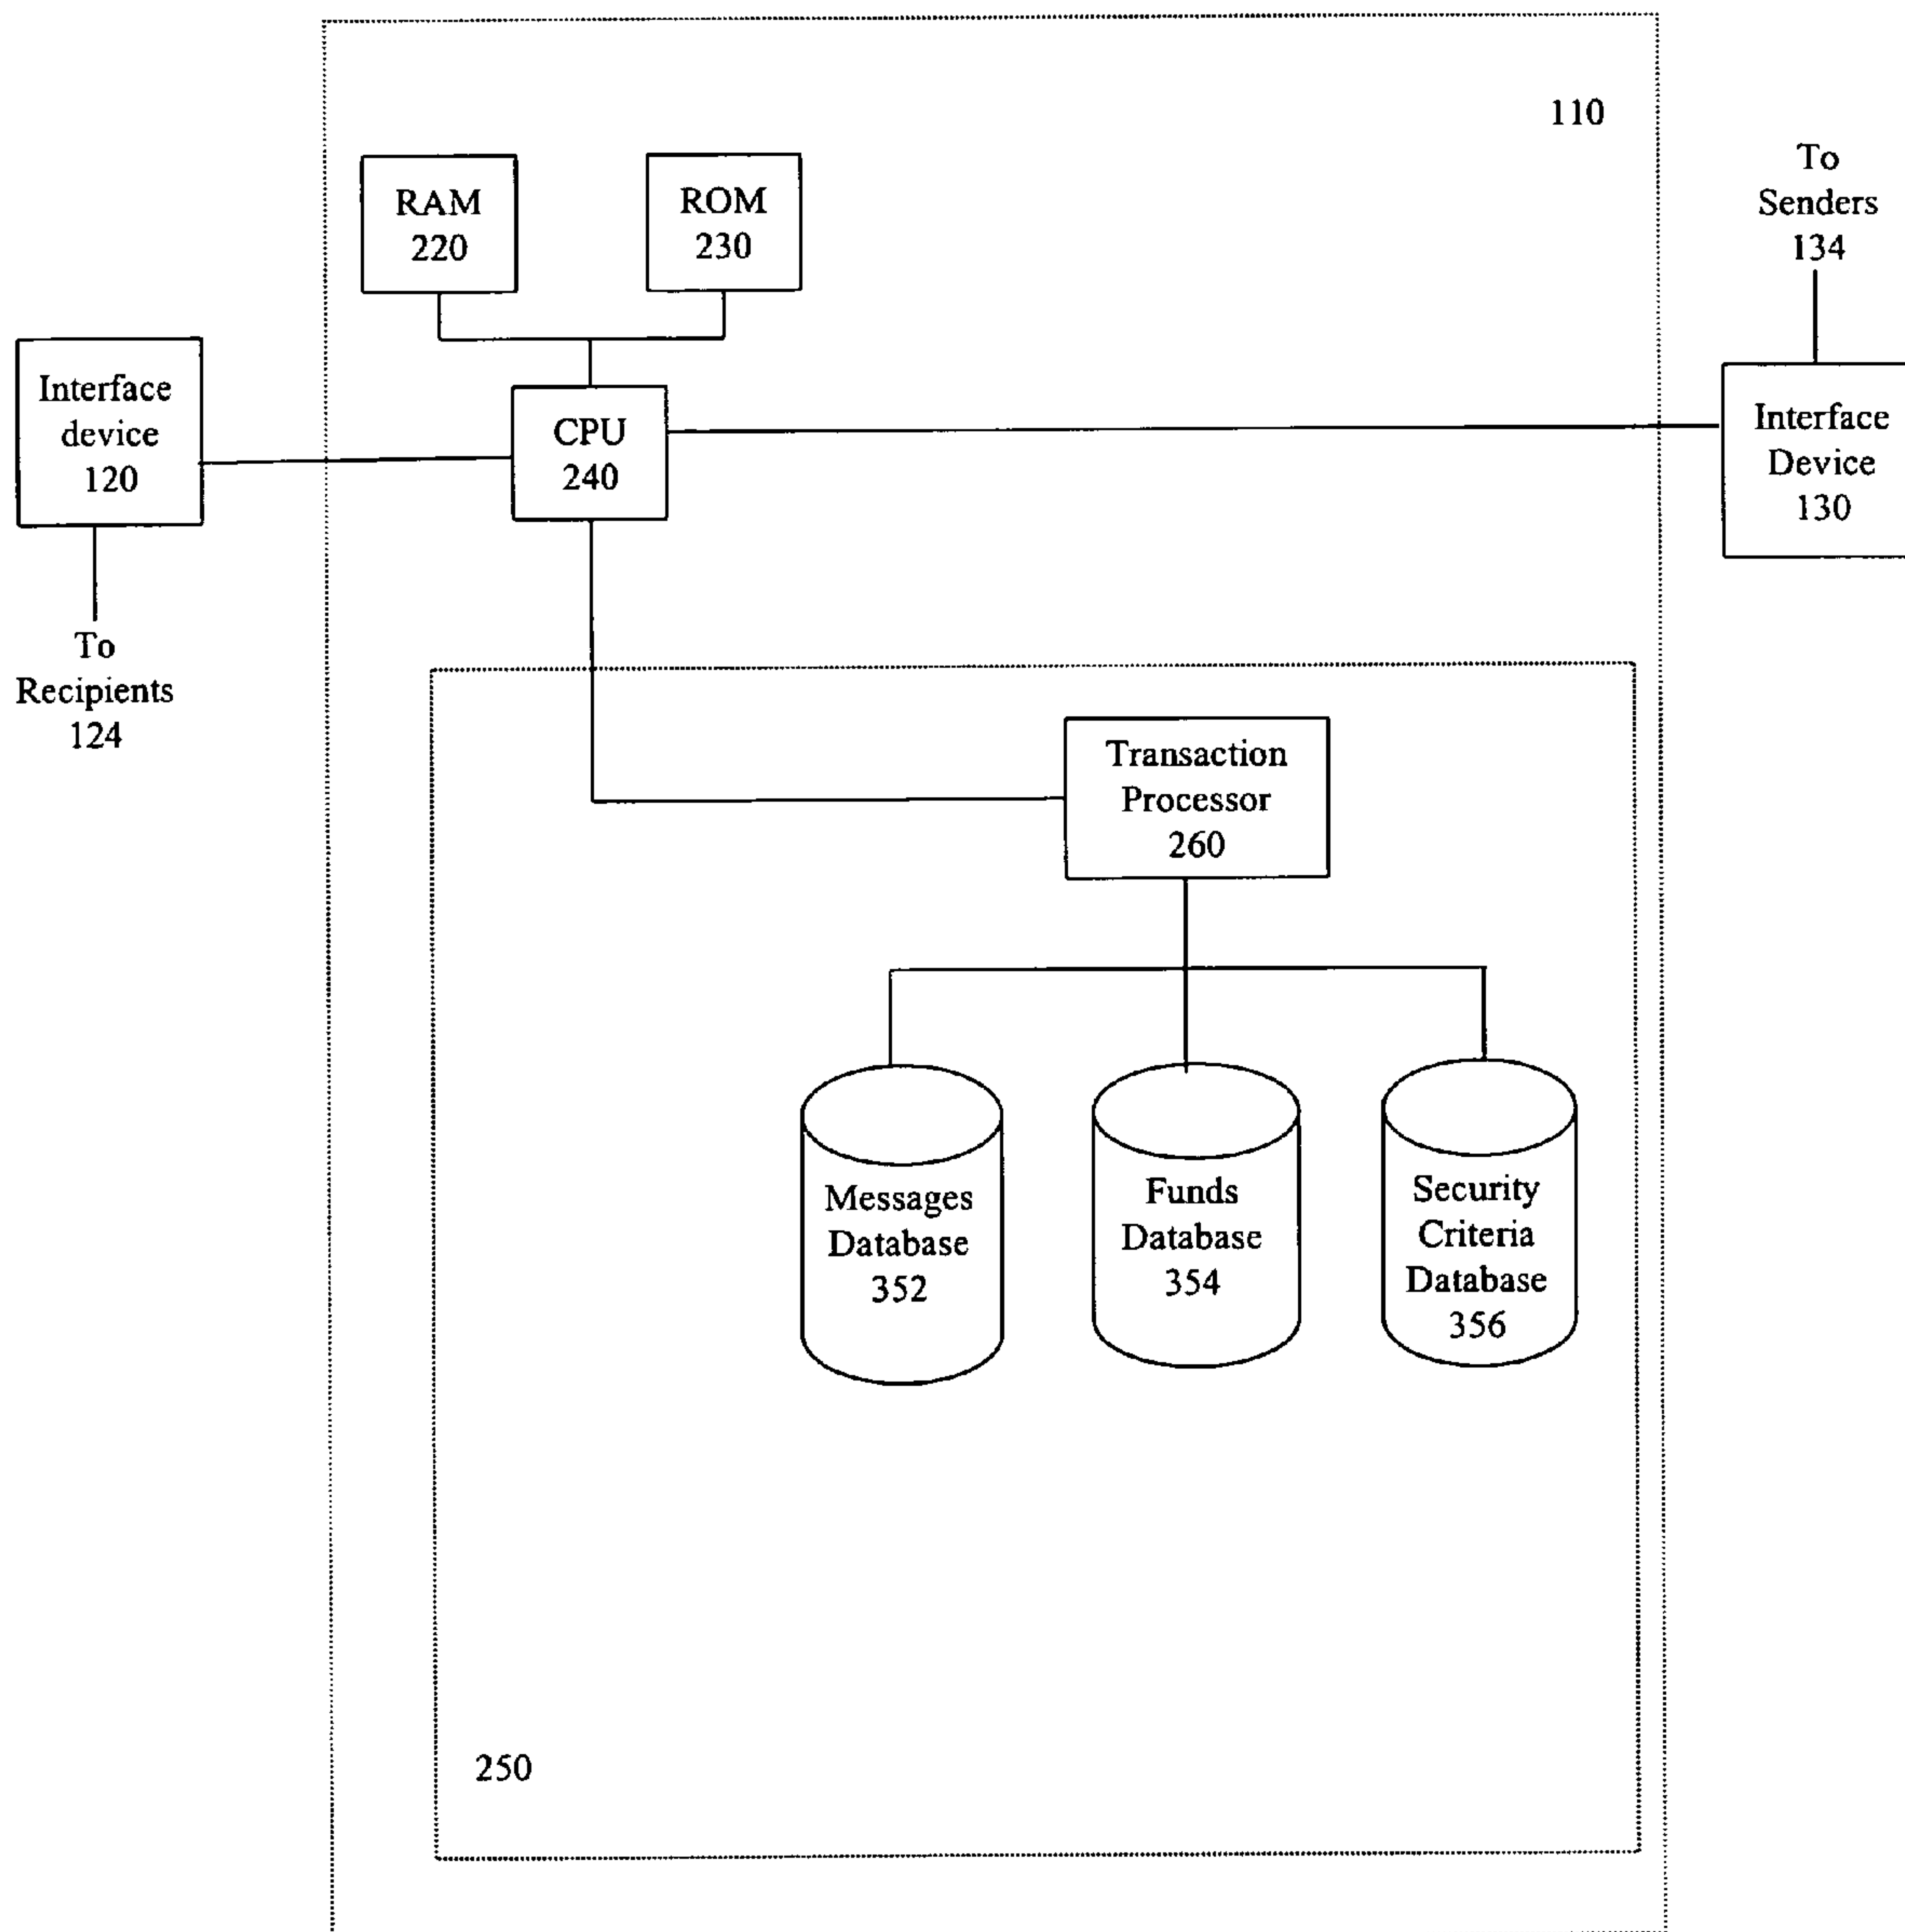 110
To
Senders
134
RAM
220
ROM
230
Interface
device
120
CPU
240
Interface
Device
130
To
Recipients
124
Transaction
Processor
260
Messages
Database
352
Funds
Database
354
Security
Criteria
Database
356
250